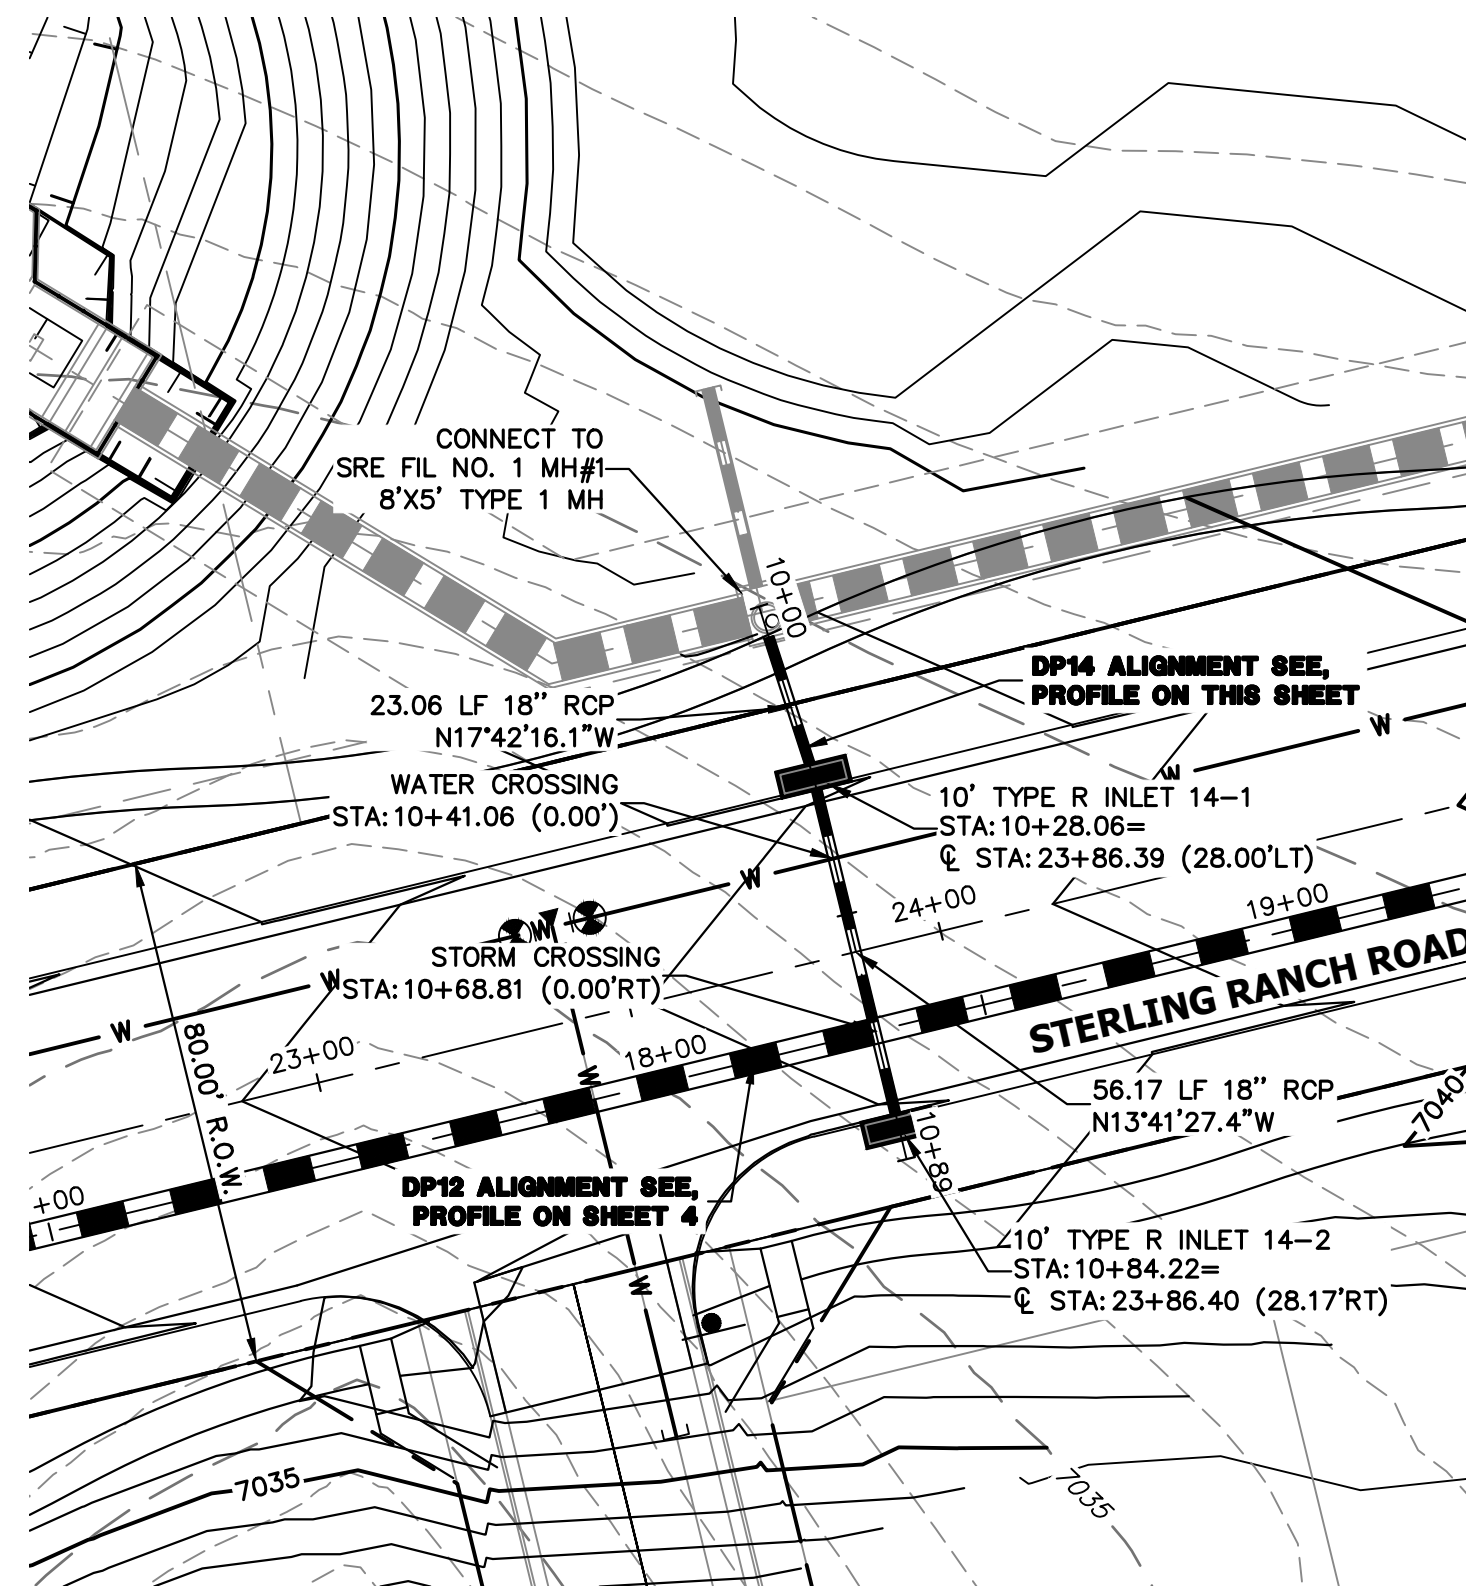 CONNECT TO
SRE FIL NO. 1 MH#1
8'X5' TYPE 1 MH
10+00
DP14 ALIGNMENT SEE,
PROFILE ON THIS SHEET
23.06 LF 18" RCP
N17°42'16.1"W
W
W
WATER CROSSING
STA:10+41.06 (0.00')
10' TYPE R INLET 14-1
STA:10+28.06=
℄ STA:23+86.39 (28.00'LT)
W
24+00
19+00
W
STORM CROSSING
STA:10+68.81 (0.00'RT)
STERLING RANCH ROAD
W
W
80.00' R.O.W.
23+00
18+00
W
56.17 LF 18" RCP
N13°41'27.4"W
7040
10+89
DP12 ALIGNMENT SEE,
PROFILE ON SHEET 4
+00
10' TYPE R INLET 14-2
STA:10+84.22=
℄ STA:23+86.40 (28.17'RT)
W
7035
7035